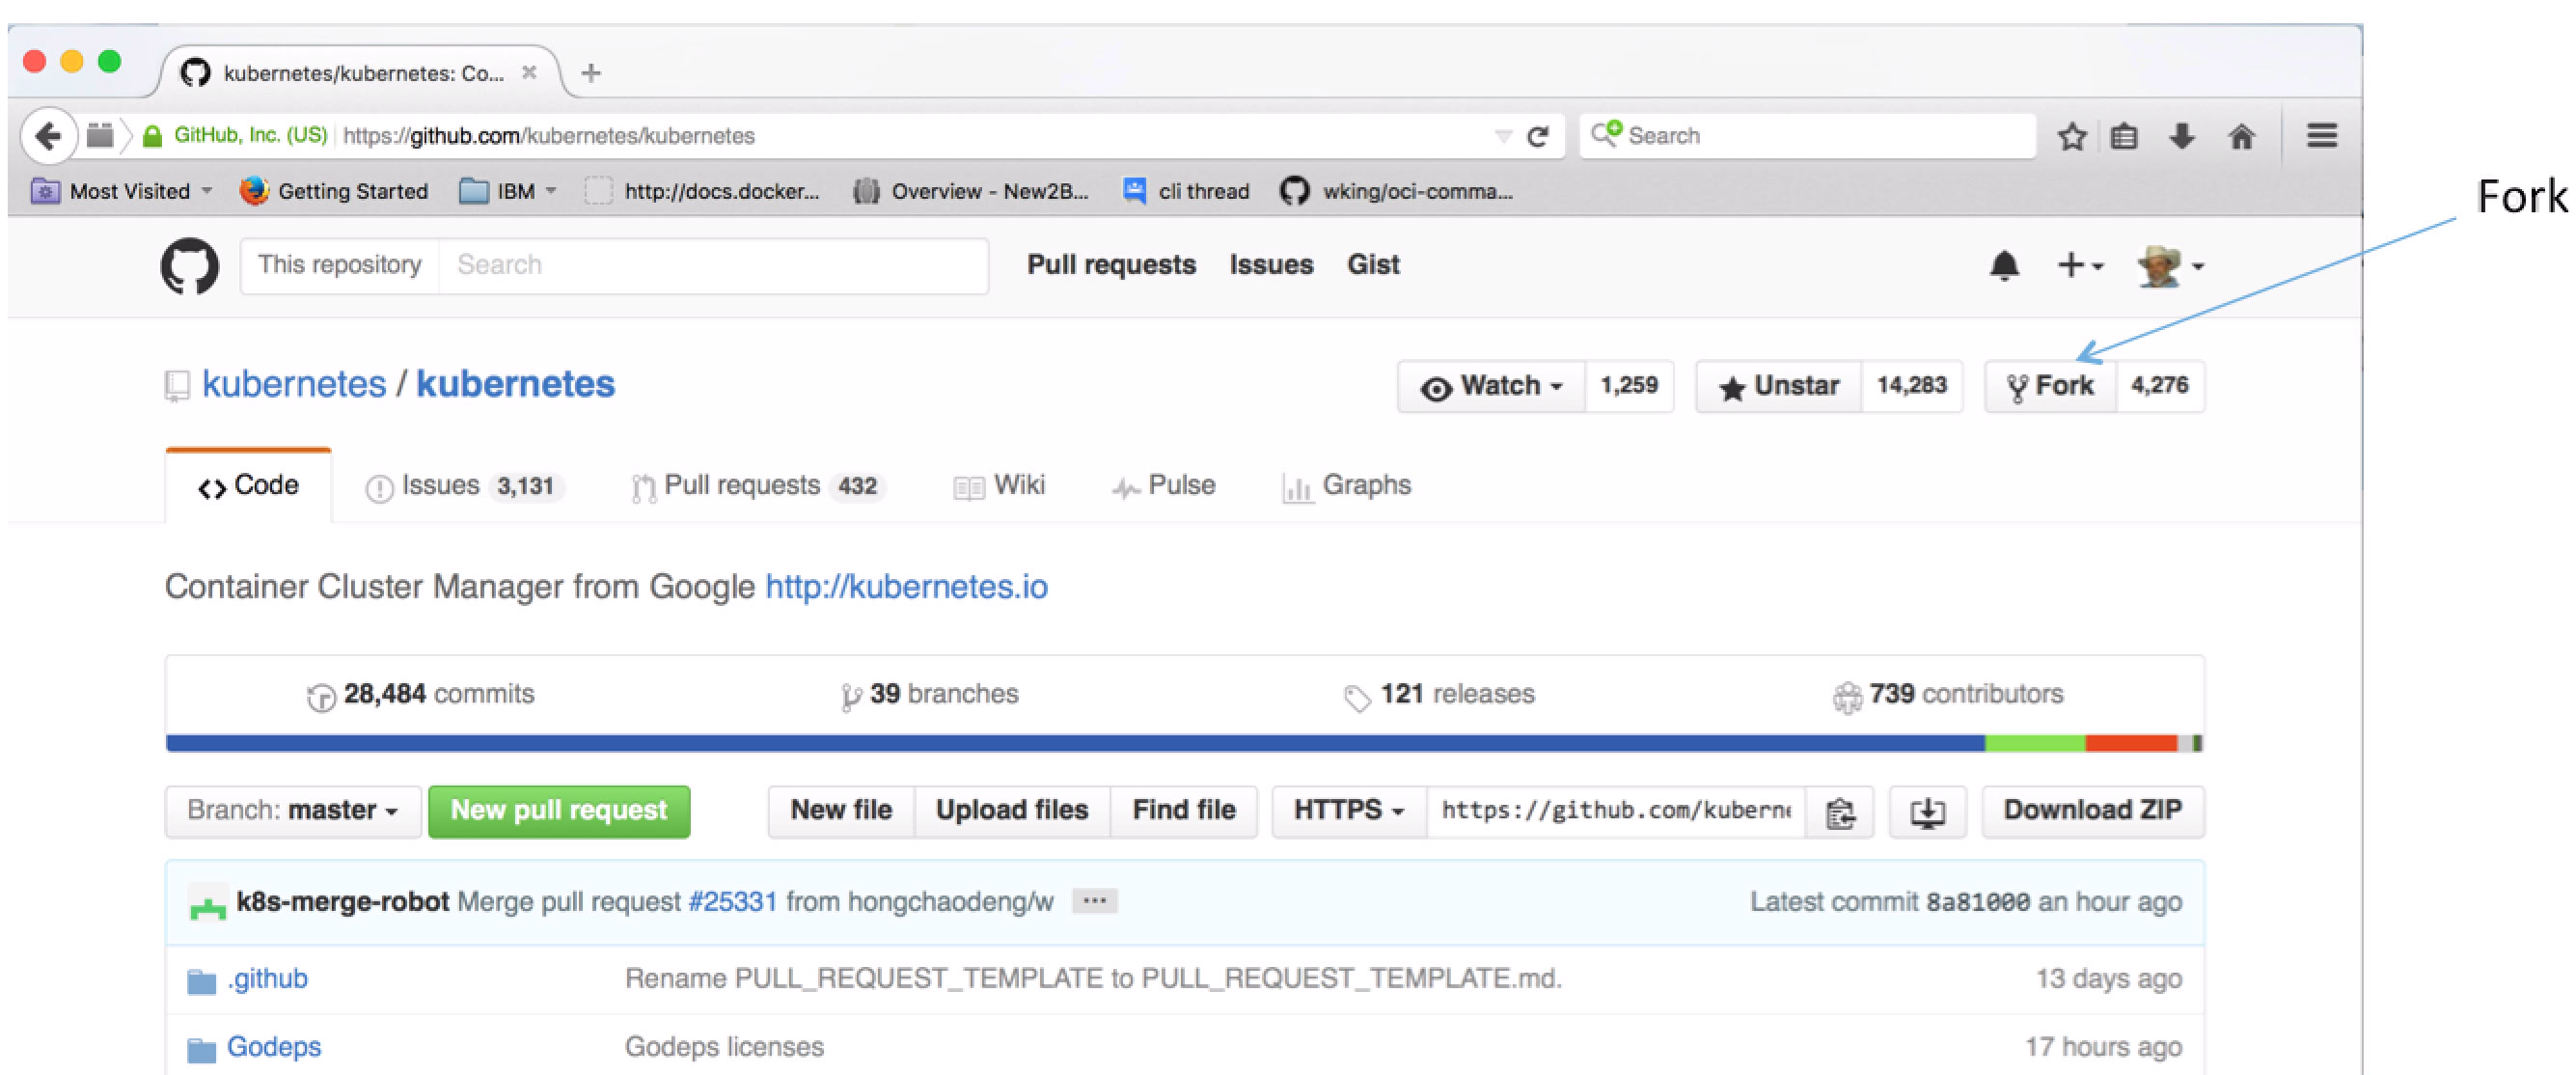 kubernetes/kubernetes: Co...
GitHub, Inc. (US) https://github.com/kubernetes/kubernetes Search
Most Visited Getting Started IBM http://docs.docker... Overview - New2B... cli thread wking/oci-comma...
Fork
This repository Search Pull requests Issues Gist
kubernetes / kubernetes Watch 1,259 Unstar 14,283 Fork 4,276
Code Issues 3,131 Pull requests 432 Wiki Pulse Graphs
Container Cluster Manager from Google http://kubernetes.io
28,484 commits 39 branches 121 releases 739 contributors
Branch: master New pull request New file Upload files Find file HTTPS https://github.com/kuberne Download ZIP
k8s-merge-robot Merge pull request #25331 from hongchaodeng/w ... Latest commit 8a81000 an hour ago
.github Rename PULL_REQUEST_TEMPLATE to PULL_REQUEST_TEMPLATE.md. 13 days ago
Godeps Godeps licenses 17 hours ago